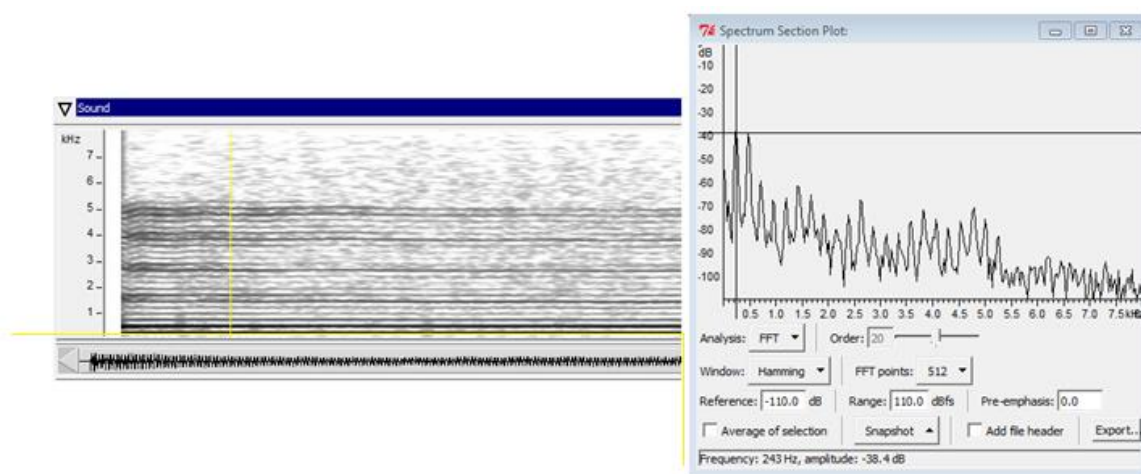 Spectrum Section Plot:
dB
-10
-20
-30
-40
-50
-60
-70
-80
-90
-100
0.5 1.0 1.5 2.0 2.5 3.0 3.5 4.0 4.5 5.0 5.5 6.0 6.5 7.0 7.5
Analysis: FFT Order: 20
Window: Hamming FFT points: 512
Reference: -110.0 dB Range: 110.0 dBfs Pre-emphasis: 0.0
Average of selection Snapshot Add file header Export..
Frequency: 243 Hz, amplitude: -38.4 dB
Sound
kHz
7
6
5
4
3
2
1